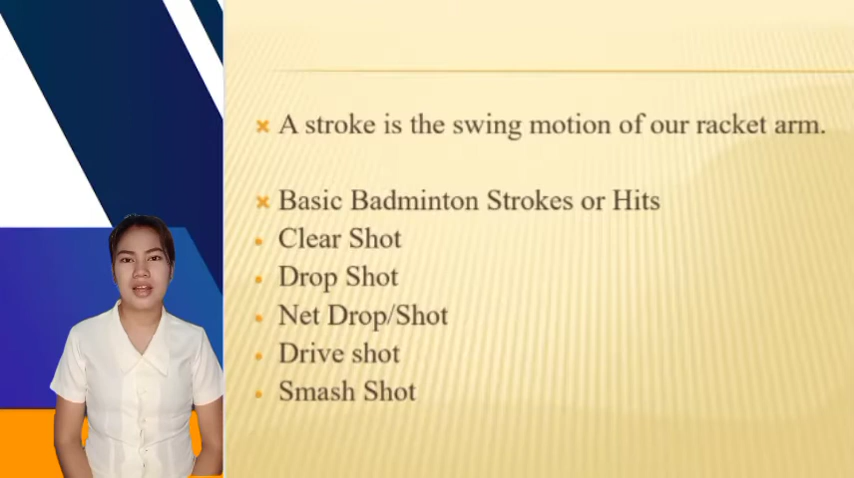 A stroke is the swing motion of our racket arm.
Basic Badminton Strokes or Hits
Clear Shot
Drop Shot
Net Drop/Shot
Drive shot
Smash Shot